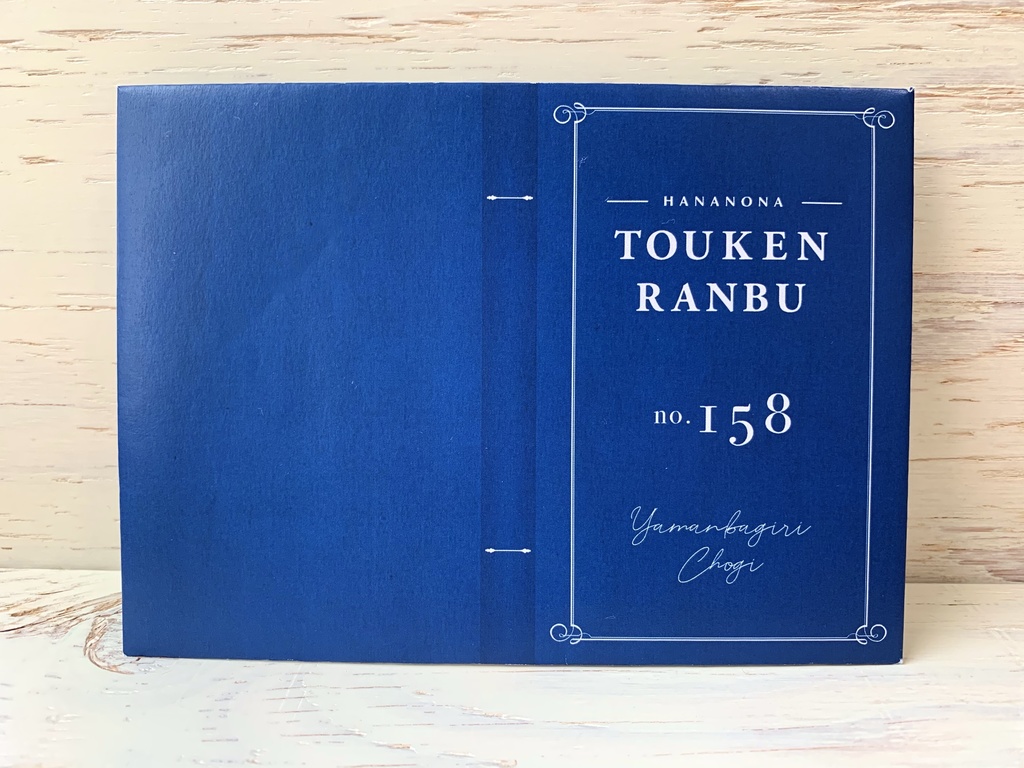 HANANONA
TOUKEN
RANBU
no. 158
Yamanbagiri
Chogi